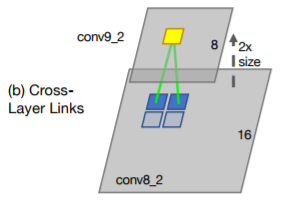 conv9_2
8
2x
size
(b) Cross-
Layer Links
16
conv8_2